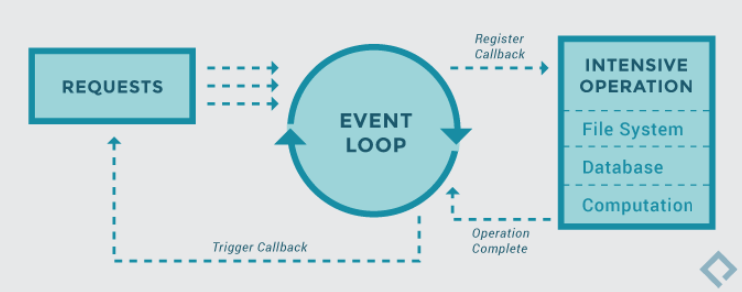 REQUESTS
EVENT
LOOP
Register
Callback
INTENSIVE
OPERATION
File System
Database
Computation
Operation
Complete
Trigger Callback